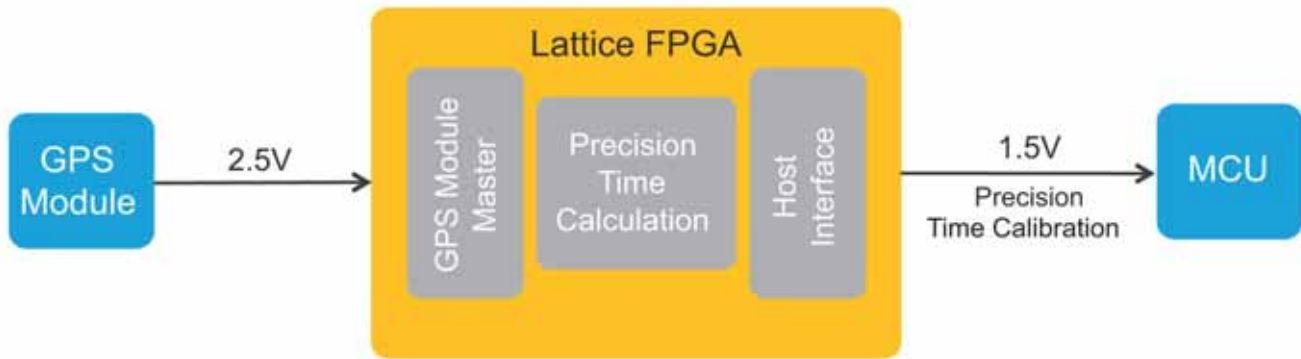 Lattice FPGA
GPS
Module
2.5V
GPS Module
Master
Precision
Time
Calculation
Host
Interface
1.5V
Precision
Time Calibration
MCU